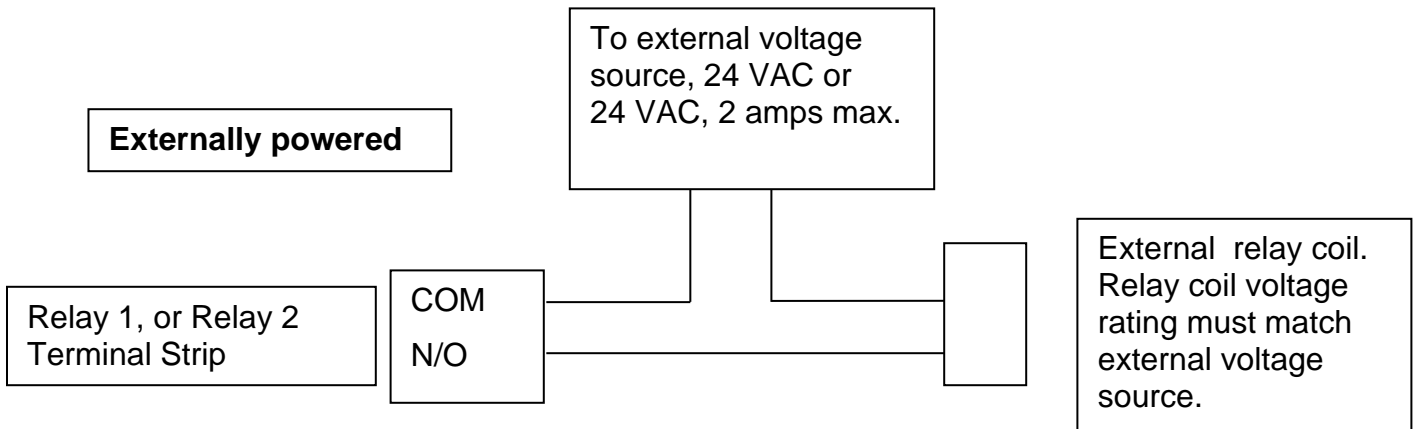 To external voltage
source, 24 VAC or
24 VAC, 2 amps max.
Externally powered
Relay 1, or Relay 2
Terminal Strip
COM
N/O
External relay coil.
Relay coil voltage
rating must match
external voltage
source.